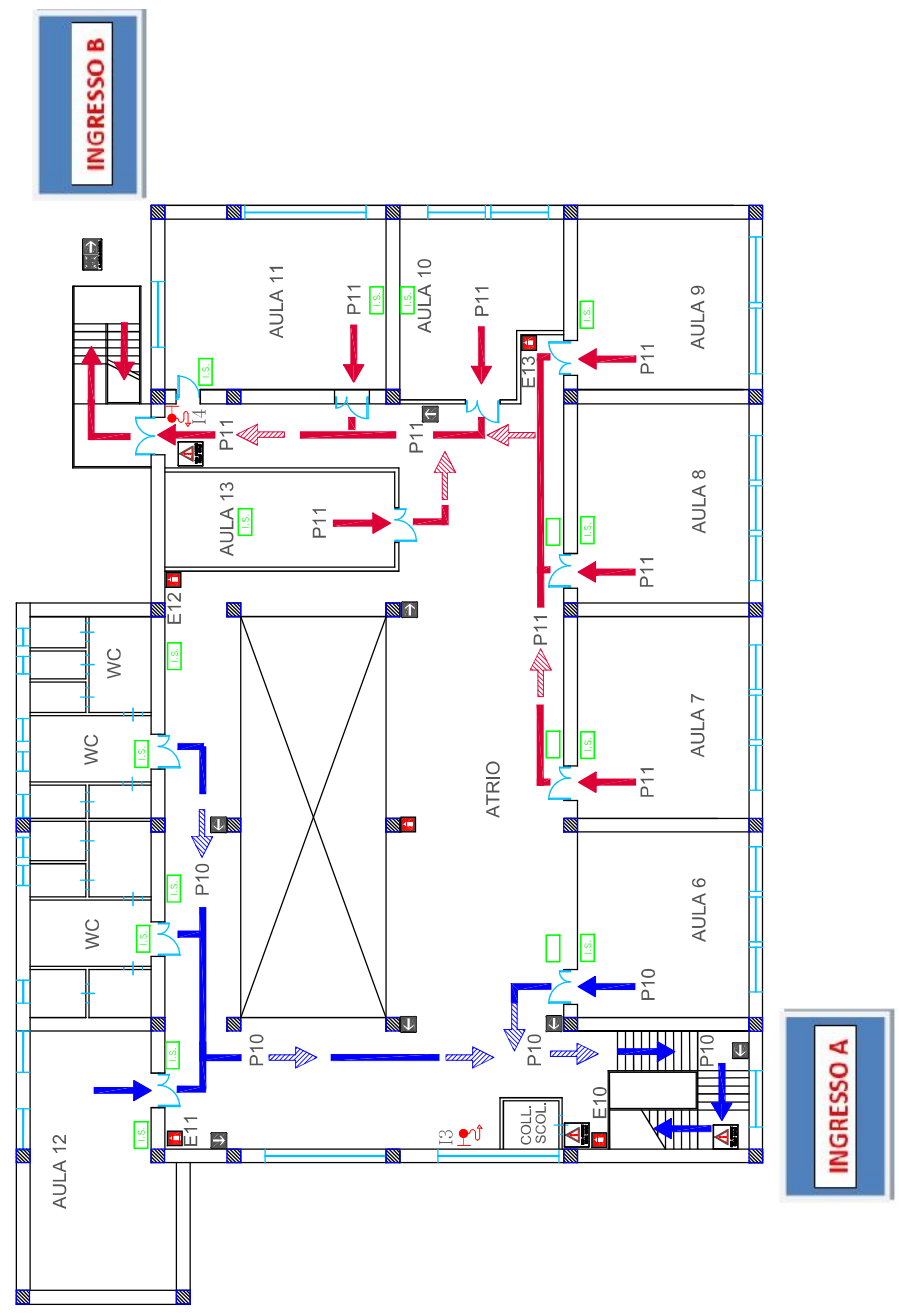 INGRESSO B
AULA 11
P11
I.S.
I.S.
I.S.
AULA 10
P11
E13
I.S.
AULA 9
P11
I4
P11
P11
AULA 13
I.S.
P11
AULA 8
I.S.
P11
E12
I.S.
WC
WC
I.S.
P11
AULA 7
I.S.
P11
ATRIO
P10
I.S.
WC
I.S.
AULA 6
I.S.
P10
P10
P10
I.S.
I.S.
AULA 12
E11
I3
COLL.
SCOL.
E10
P10
INGRESSO A